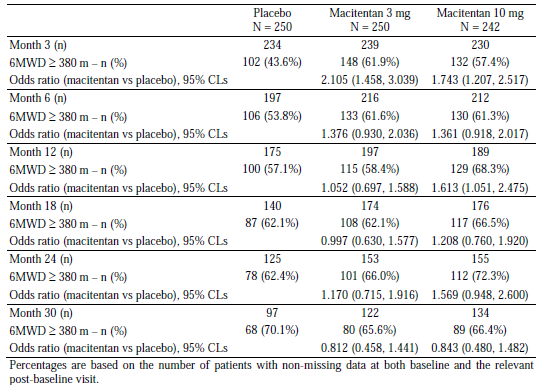 Placebo Macitentan 3 mg Macitentan 10 mg
N = 250 N = 250 N = 242
Month 3 (n) 234 239 230
6MWD ≥ 380 m – n (%) 102 (43.6%) 148 (61.9%) 132 (57.4%)
Odds ratio (macitentan vs placebo), 95% CLs 2.105 (1.458, 3.039) 1.743 (1.207, 2.517)
Month 6 (n) 197 216 212
6MWD ≥ 380 m – n (%) 106 (53.8%) 133 (61.6%) 130 (61.3%)
Odds ratio (macitentan vs placebo), 95% CLs 1.376 (0.930, 2.036) 1.361 (0.918, 2.017)
Month 12 (n) 175 197 189
6MWD ≥ 380 m – n (%) 100 (57.1%) 115 (58.4%) 129 (68.3%)
Odds ratio (macitentan vs placebo), 95% CLs 1.052 (0.697, 1.588) 1.613 (1.051, 2.475)
Month 18 (n) 140 174 176
6MWD ≥ 380 m – n (%) 87 (62.1%) 108 (62.1%) 117 (66.5%)
Odds ratio (macitentan vs placebo), 95% CLs 0.997 (0.630, 1.577) 1.208 (0.760, 1.920)
Month 24 (n) 125 153 155
6MWD ≥ 380 m – n (%) 78 (62.4%) 101 (66.0%) 112 (72.3%)
Odds ratio (macitentan vs placebo), 95% CLs 1.170 (0.715, 1.916) 1.569 (0.948, 2.600)
Month 30 (n) 97 122 134
6MWD ≥ 380 m – n (%) 68 (70.1%) 80 (65.6%) 89 (66.4%)
Odds ratio (macitentan vs placebo), 95% CLs 0.812 (0.458, 1.441) 0.843 (0.480, 1.482)
Percentages are based on the number of patients with non-missing data at both baseline and the relevant
post-baseline visit.